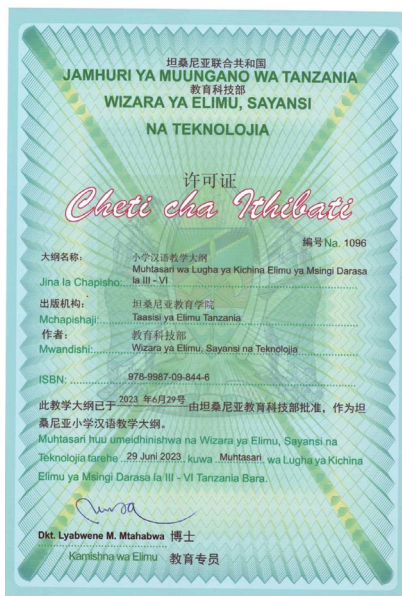 坦桑尼亚联合共和国
JAMHURI YA MUUNGANO WA TANZANIA
教育科技部
WIZARA YA ELIMU, SAYANSI
NA TEKNOLOJIA
许可证
Cheti cha Ithibati
编号Na. 1096
大纲名称: 小学汉语教学大纲
Muhtasari wa Lugha ya Kichina Elimu ya Msingi Darasa
Jina la Chapisho: la III - VI
出版机构: 坦桑尼亚教育学院
Mchapishaji: Taasisi ya Elimu Tanzania
作者: 教育科技部
Mwandishi: Wizara ya Elimu, Sayansi na Teknolojia
ISBN: 978-9987-09-844-6
此教学大纲已于 2023 年6月29号 由坦桑尼亚教育科技部批准，作为坦
桑尼亚小学汉语教学大纲。
Muhtasari huu umeidhinishwa na Wizara ya Elimu, Sayansi na
Teknolojia tarehe 29 Juni 2023 kuwa Muhtasari wa Lugha ya Kichina
Elimu ya Msingi Darasa la III - VI Tanzania Bara.
Dkt. Lyabwene M. Mtahabwa 博士
Kamishna wa Elimu 教育专员